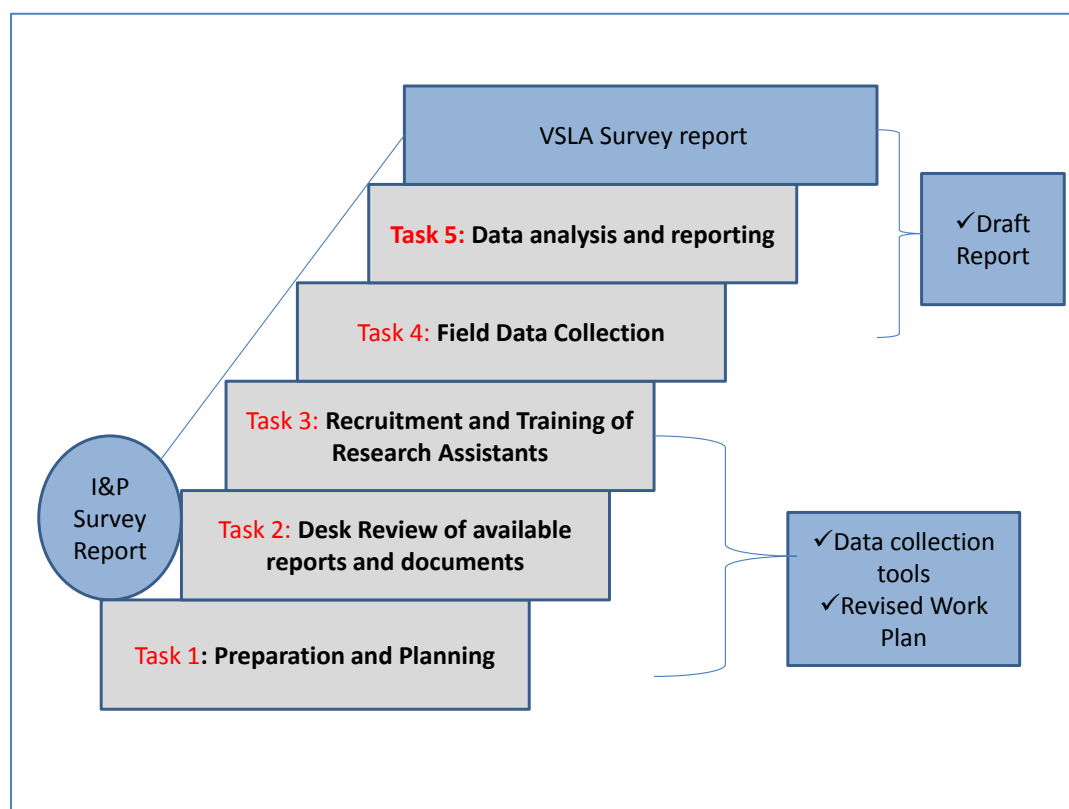 VSLA Survey report
Task 5: Data analysis and reporting
✓Draft
Report
Task 4: Field Data Collection
Task 3: Recruitment and Training of
Research Assistants
I&P
Survey
Report
Task 2: Desk Review of available
reports and documents
✓Data collection
tools
✓Revised Work
Plan
Task 1: Preparation and Planning